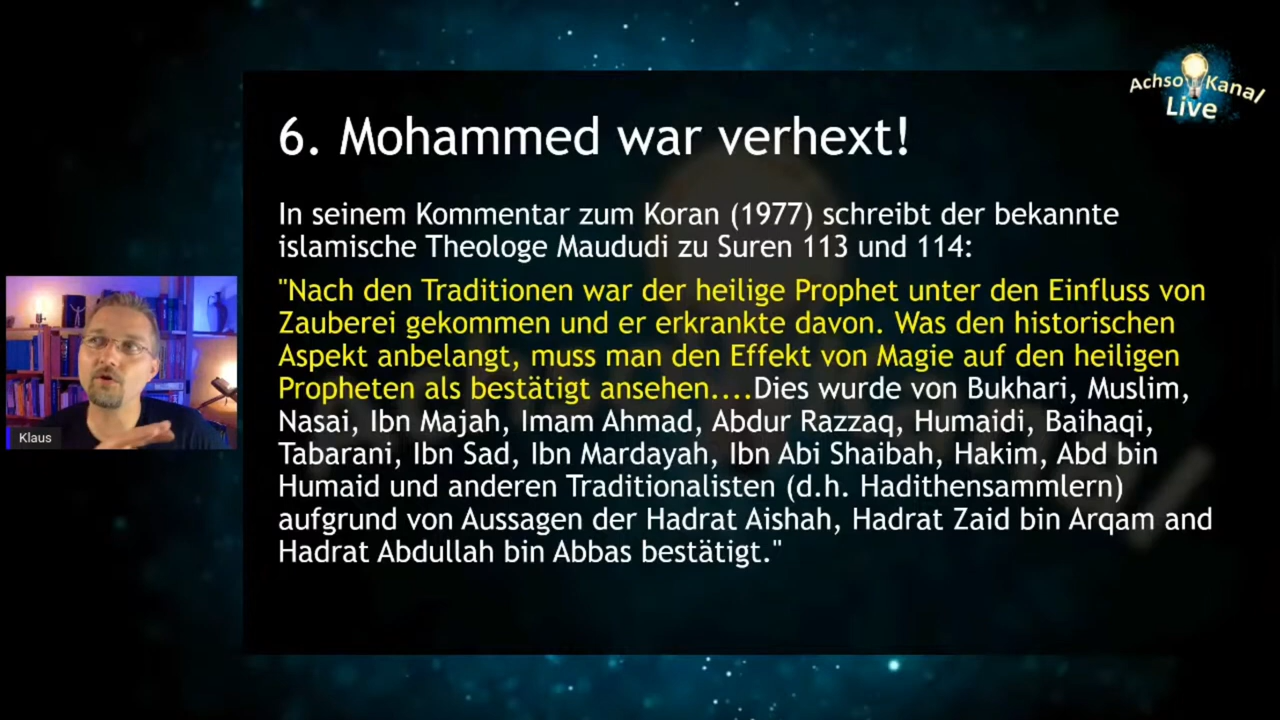 Achso Kanal
Live
6. Mohammed war verhext!
In seinem Kommentar zum Koran (1977) schreibt der bekannte
islamische Theologe Maududi zu Suren 113 und 114:
"Nach den Traditionen war der heilige Prophet unter den Einfluss von
Zauberei gekommen und er erkrankte davon. Was den historischen
Aspekt anbelangt, muss man den Effekt von Magie auf den heiligen
Propheten als bestätigt ansehen....Dies wurde von Bukhari, Muslim,
Nasai, Ibn Majah, Imam Ahmad, Abdur Razzaq, Humaidi, Baihaqi,
Tabarani, Ibn Sad, Ibn Mardayah, Ibn Abi Shaibah, Hakim, Abd bin
Humaid und anderen Traditionalisten (d.h. Hadithensammlern)
aufgrund von Aussagen der Hadrat Aishah, Hadrat Zaid bin Arqam and
Hadrat Abdullah bin Abbas bestätigt."
Klaus